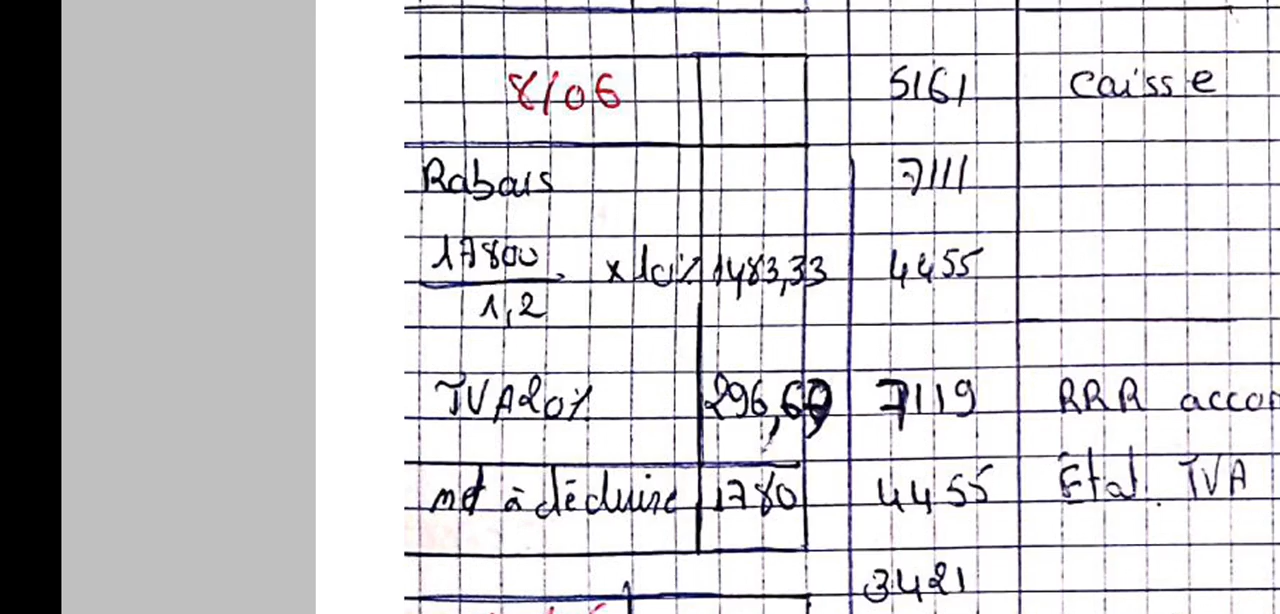 8/06 5161 Caisse
Rabais 7111
17800 x 10% 1483,33 4455
1,2
TVA 20% 296,67 7119 RRR accor
mt à déduire 1780 4455 Etat. TVA
3421